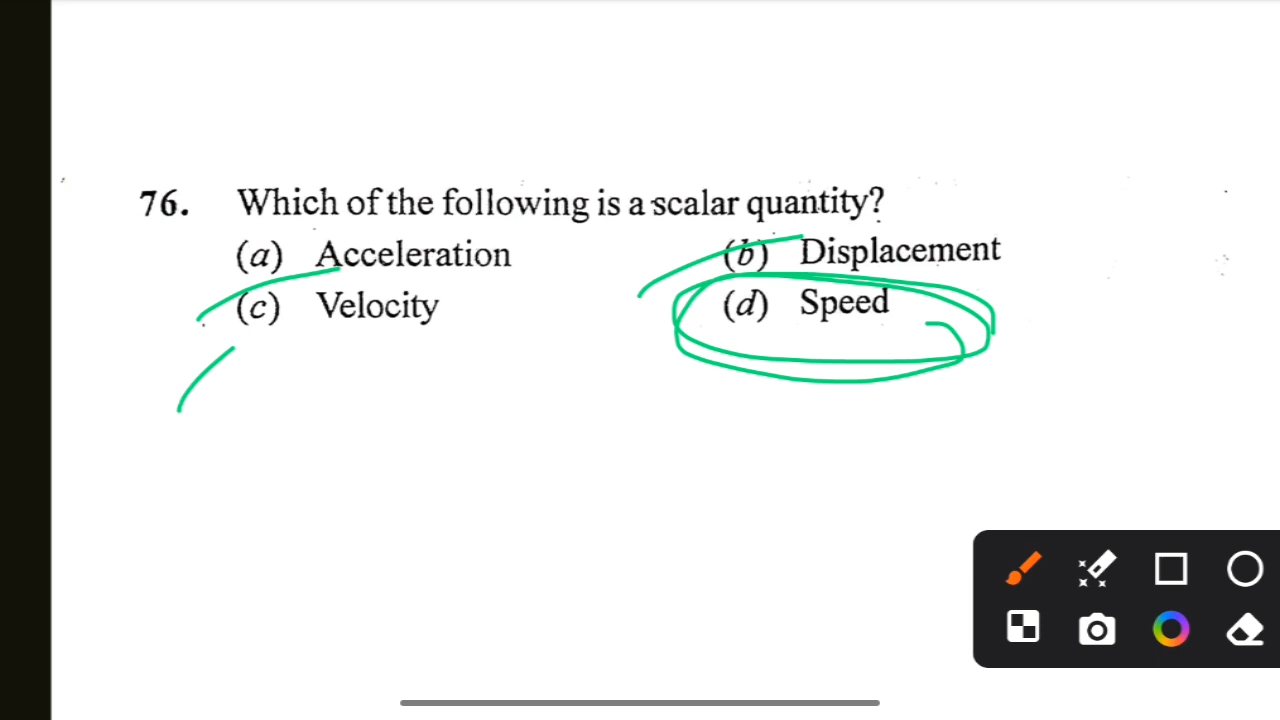 76. Which of the following is a scalar quantity?
(a) Acceleration (b) Displacement
(c) Velocity (d) Speed